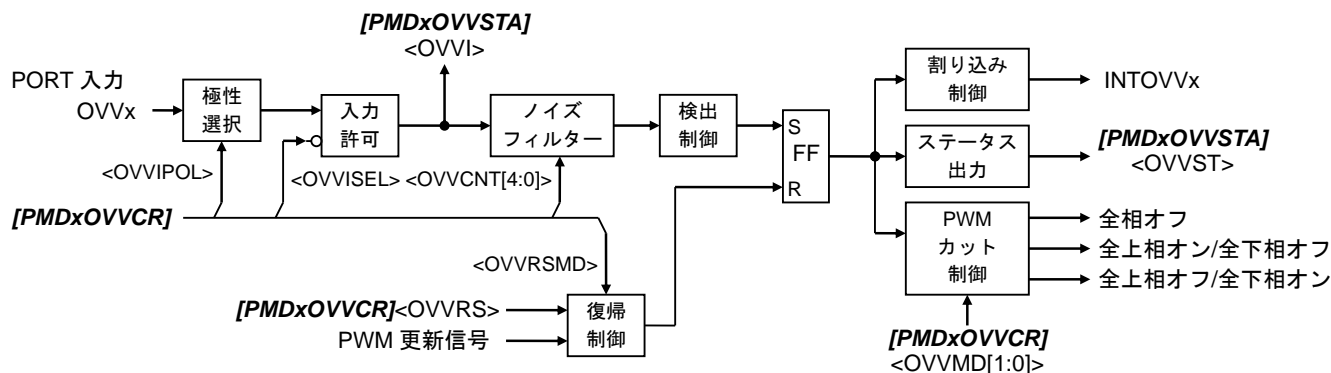 [PMDxOVVSTA]
<OVVI>
PORT 入力
OVVx
極性
選択
入力
許可
ノイズ
フィルター
検出
制御
S
FF
R
割り込み
制御
INTOVVx
ステータス
出力
[PMDxOVVSTA]
<OVVST>
<OVVIPOL>
<OVVISEL>
<OVVCNT[4:0]>
[PMDxOVVCR]
<OVVRSMD>
PWM
カット
制御
全相オフ
全上相オン/全下相オフ
全上相オフ/全下相オン
[PMDxOVVCR]<OVVRS>
PWM 更新信号
復帰
制御
[PMDxOVVCR]
<OVVMD[1:0]>